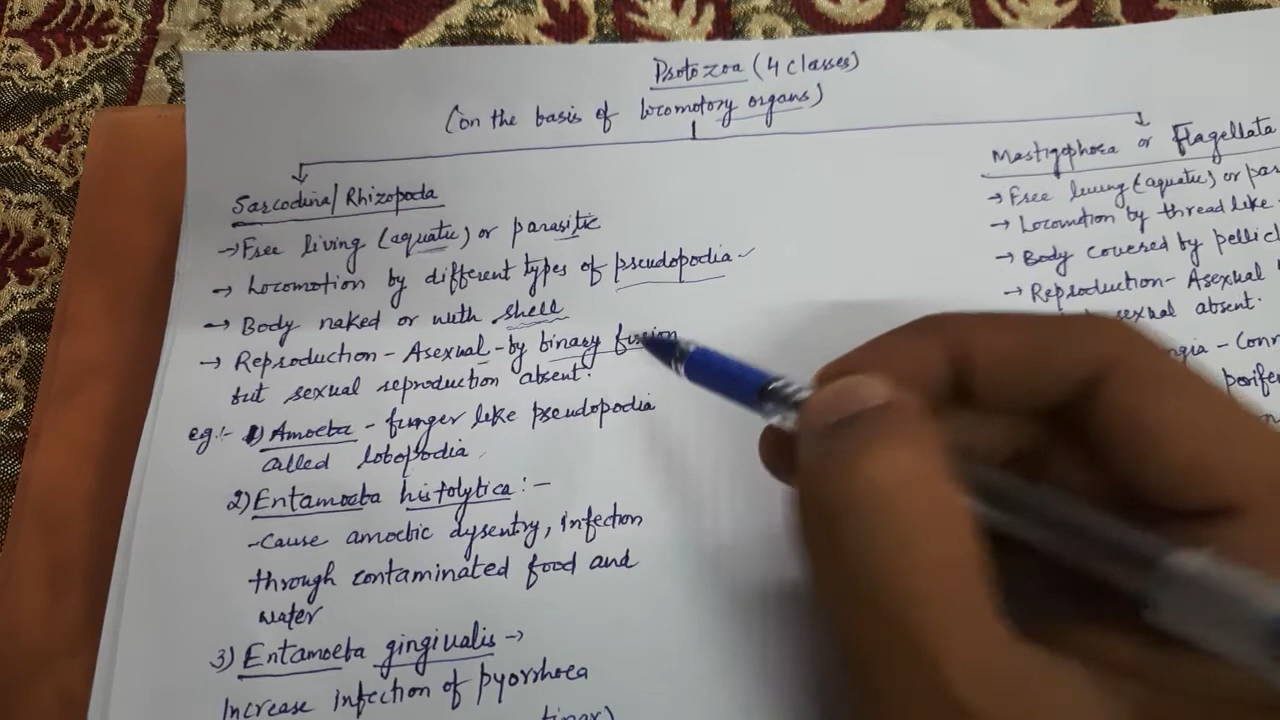 Protozoa (4 classes)
(on the basis of locomotory organs)
Sarcodina/Rhizopoda
→ Free living (aquatic) or parasitic
→ Locomotion by different types of pseudopodia
→ Body naked or with shell
→ Reproduction - Asexual - by binary
but sexual reproduction absent.
eg:- 1) Amoeba - finger like pseudopodia
called lobopodia
2) Entamoeba histolytica :-
- Cause amoebic dysentry, infection
through contaminated food and
water
3) Entamoeba gingivalis →
Increase infection of pyorrhoea
Mastigophora or Flagellata
→ Free living (aquatic) or
→ Locomotion by thread like
→ Body covered by
→ Reproduction - Asexual
sexual absent.